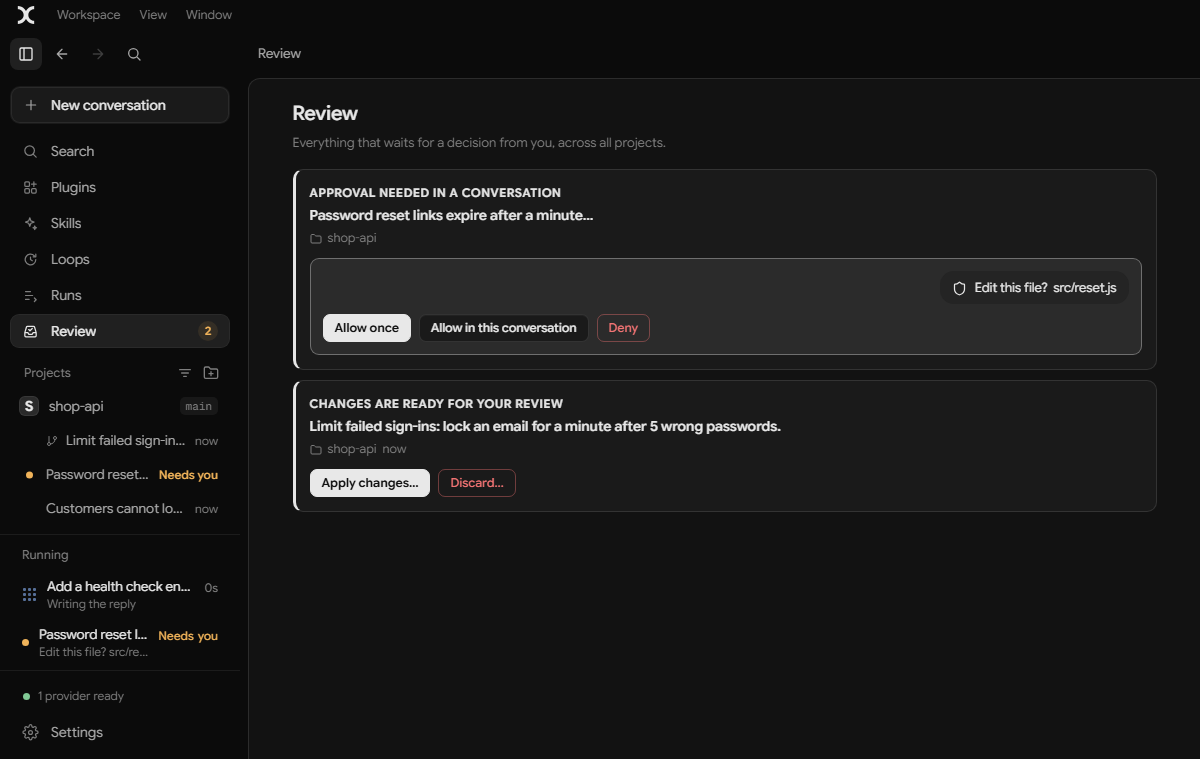 Workspace View Window
Review
New conversation
Search
Plugins
Skills
Loops
Runs
Review 2
Projects
S shop-api main
Limit failed sign-in... now
Password reset... Needs you
Customers cannot lo... now
Running
Add a health check en... 0s
Writing the reply
Password reset l... Needs you
Edit this file? src/re...
1 provider ready
Settings
Review
Everything that waits for a decision from you, across all projects.
APPROVAL NEEDED IN A CONVERSATION
Password reset links expire after a minute...
shop-api
Edit this file? src/reset.js
Allow once Allow in this conversation Deny
CHANGES ARE READY FOR YOUR REVIEW
Limit failed sign-ins: lock an email for a minute after 5 wrong passwords.
shop-api now
Apply changes... Discard...